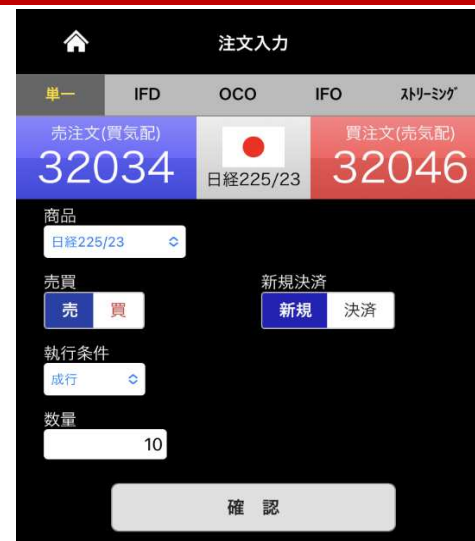 注文入力
単一 IFD OCO IFO ストリーミング
売注文(買気配) 買注文(売気配)
32034 日経225/23 32046
商品
日経225/23
売買 新規決済
売 買 新規 決済
執行条件
成行
数量
10
確 認